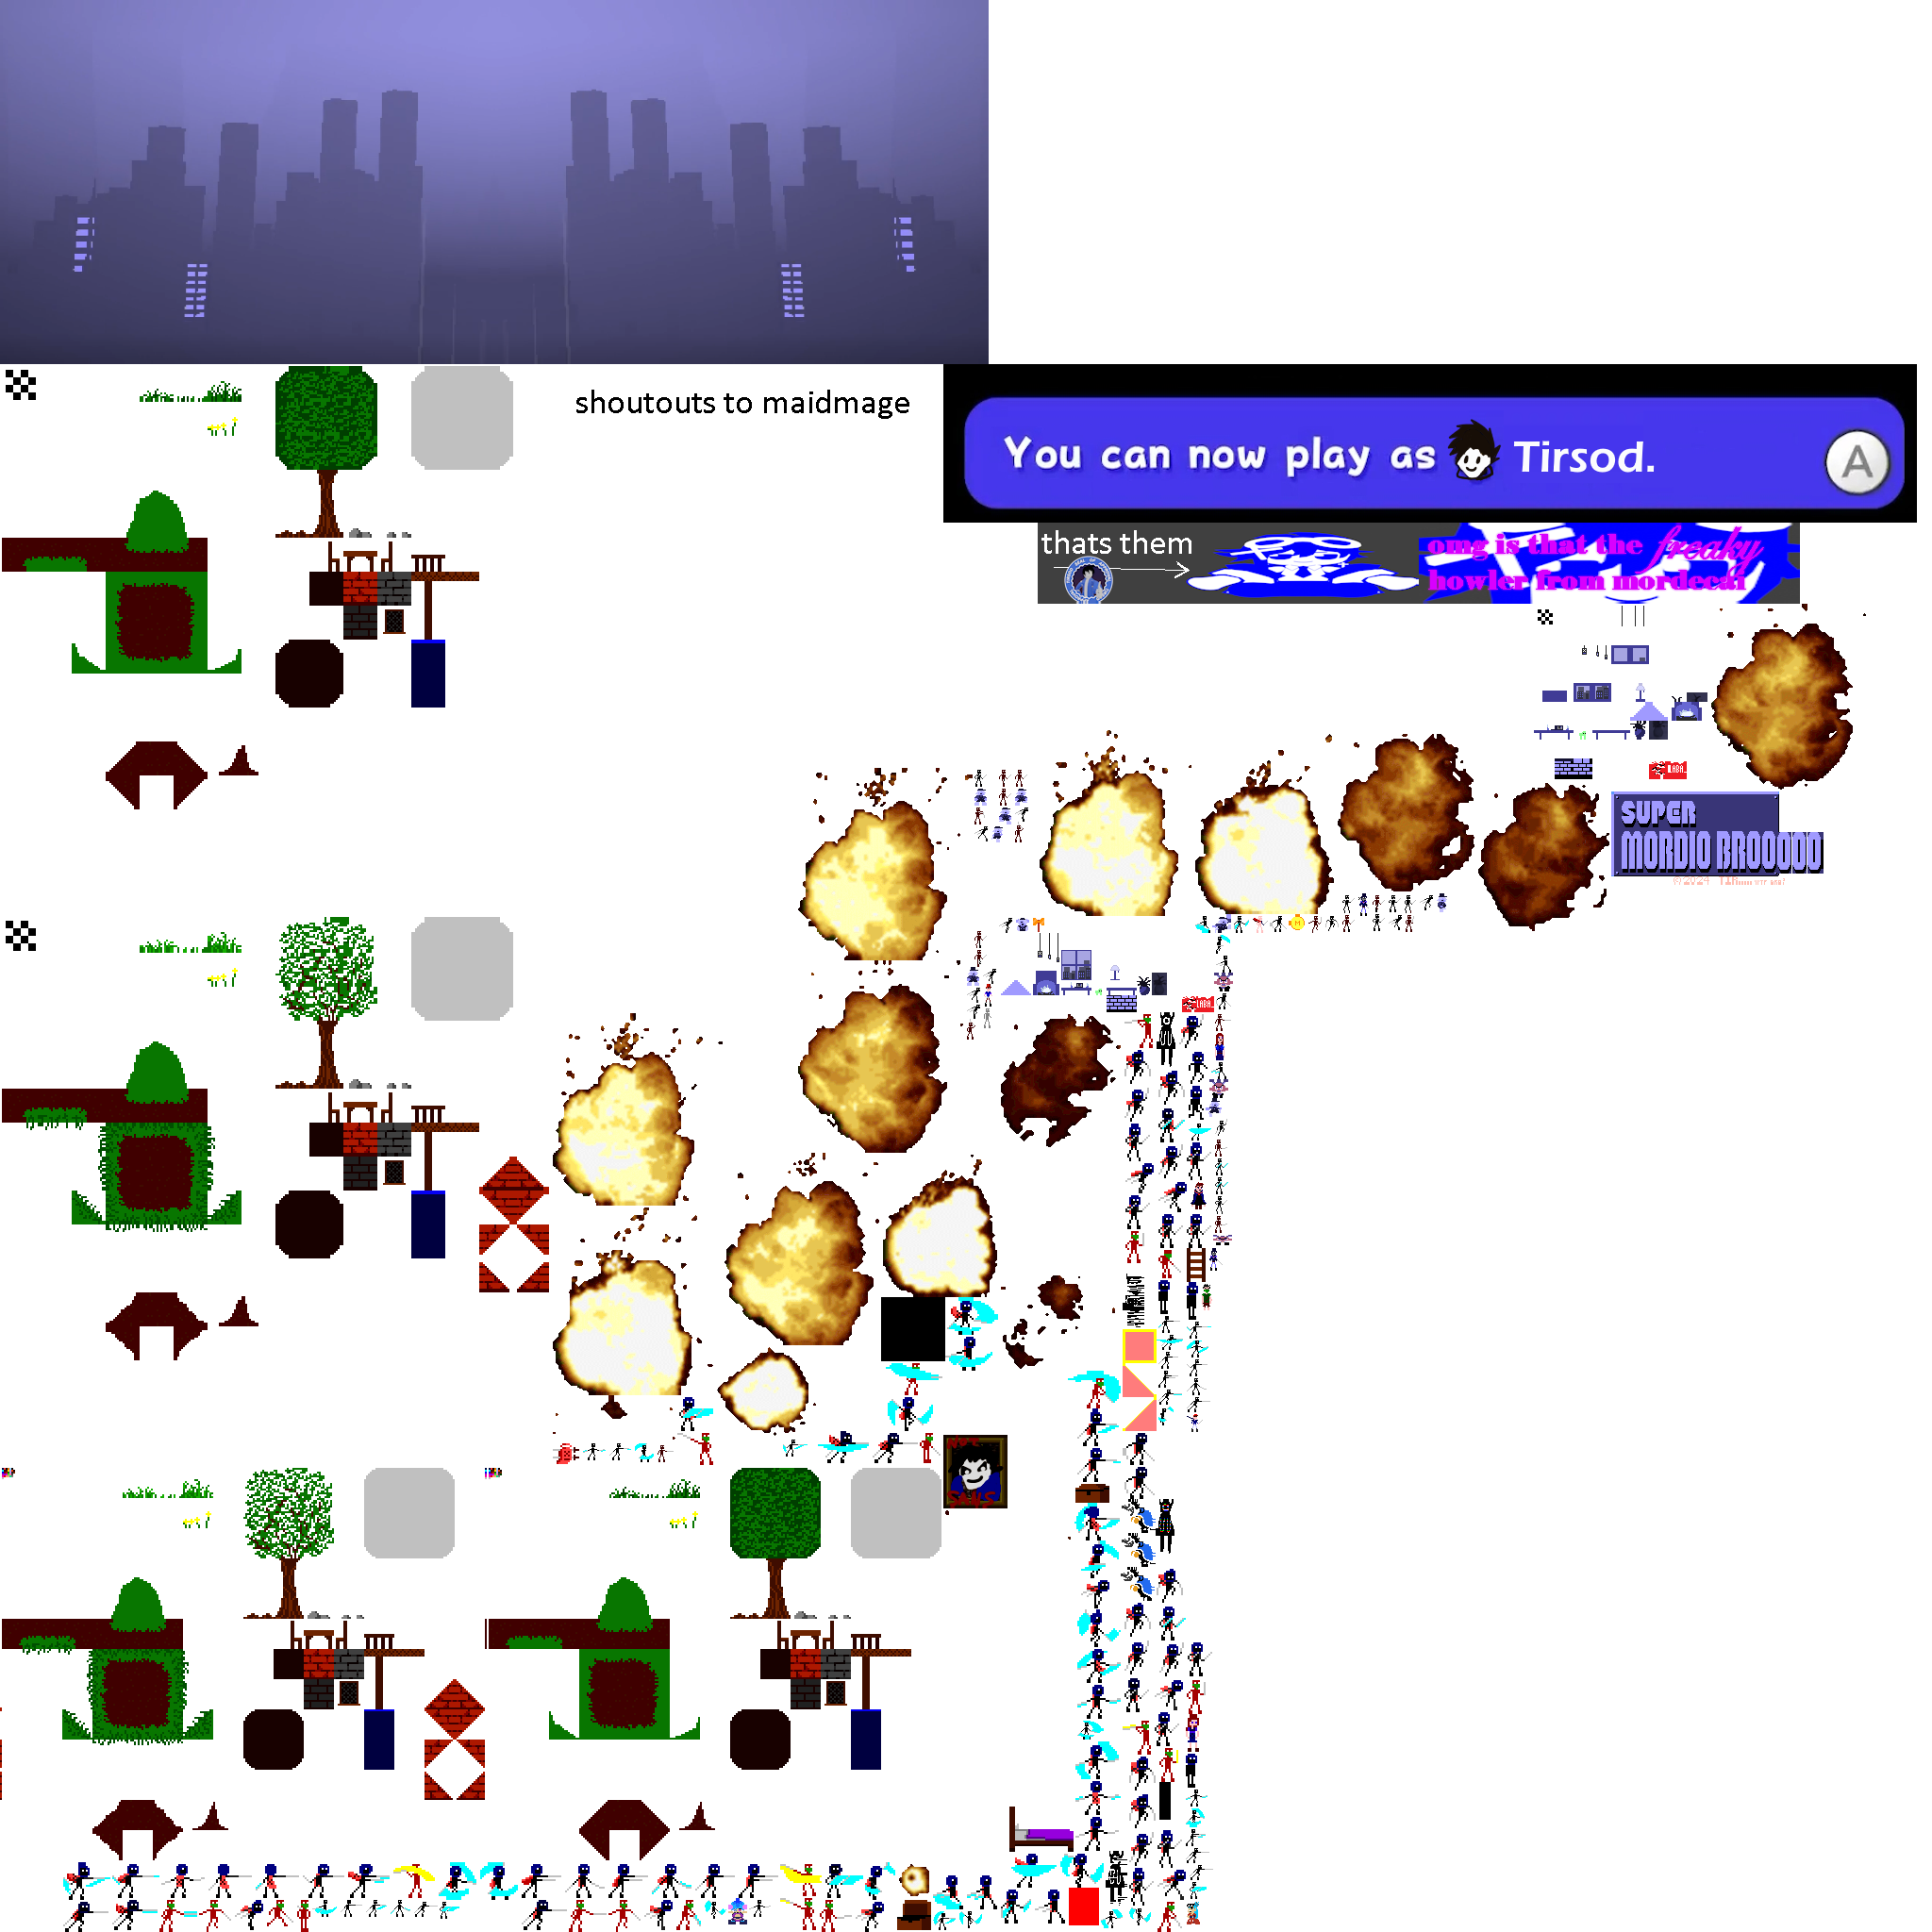 shoutouts to maidmage
You can now play as Tirsod.
A
thats them
omg is that the freaky
howler from mordecai
SUPER
MORDIO BROOOOO